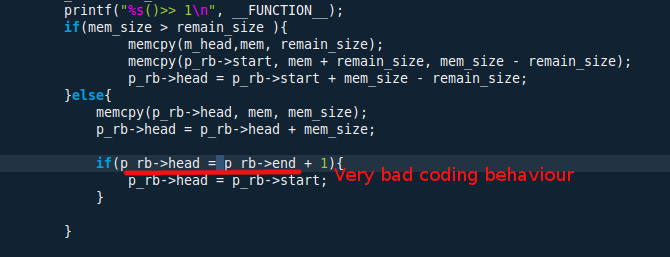 printf("%s()>> 1\n", __FUNCTION__);
if(mem_size > remain_size ){
memcpy(m_head,mem, remain_size);
memcpy(p_rb->start, mem + remain_size, mem_size - remain_size);
p_rb->head = p_rb->start + mem_size - remain_size;
}else{
memcpy(p_rb->head, mem, mem_size);
p_rb->head = p_rb->head + mem_size;
if(p_rb->head = p_rb->end + 1){
p_rb->head = p_rb->start; Very bad coding behaviour
}
}